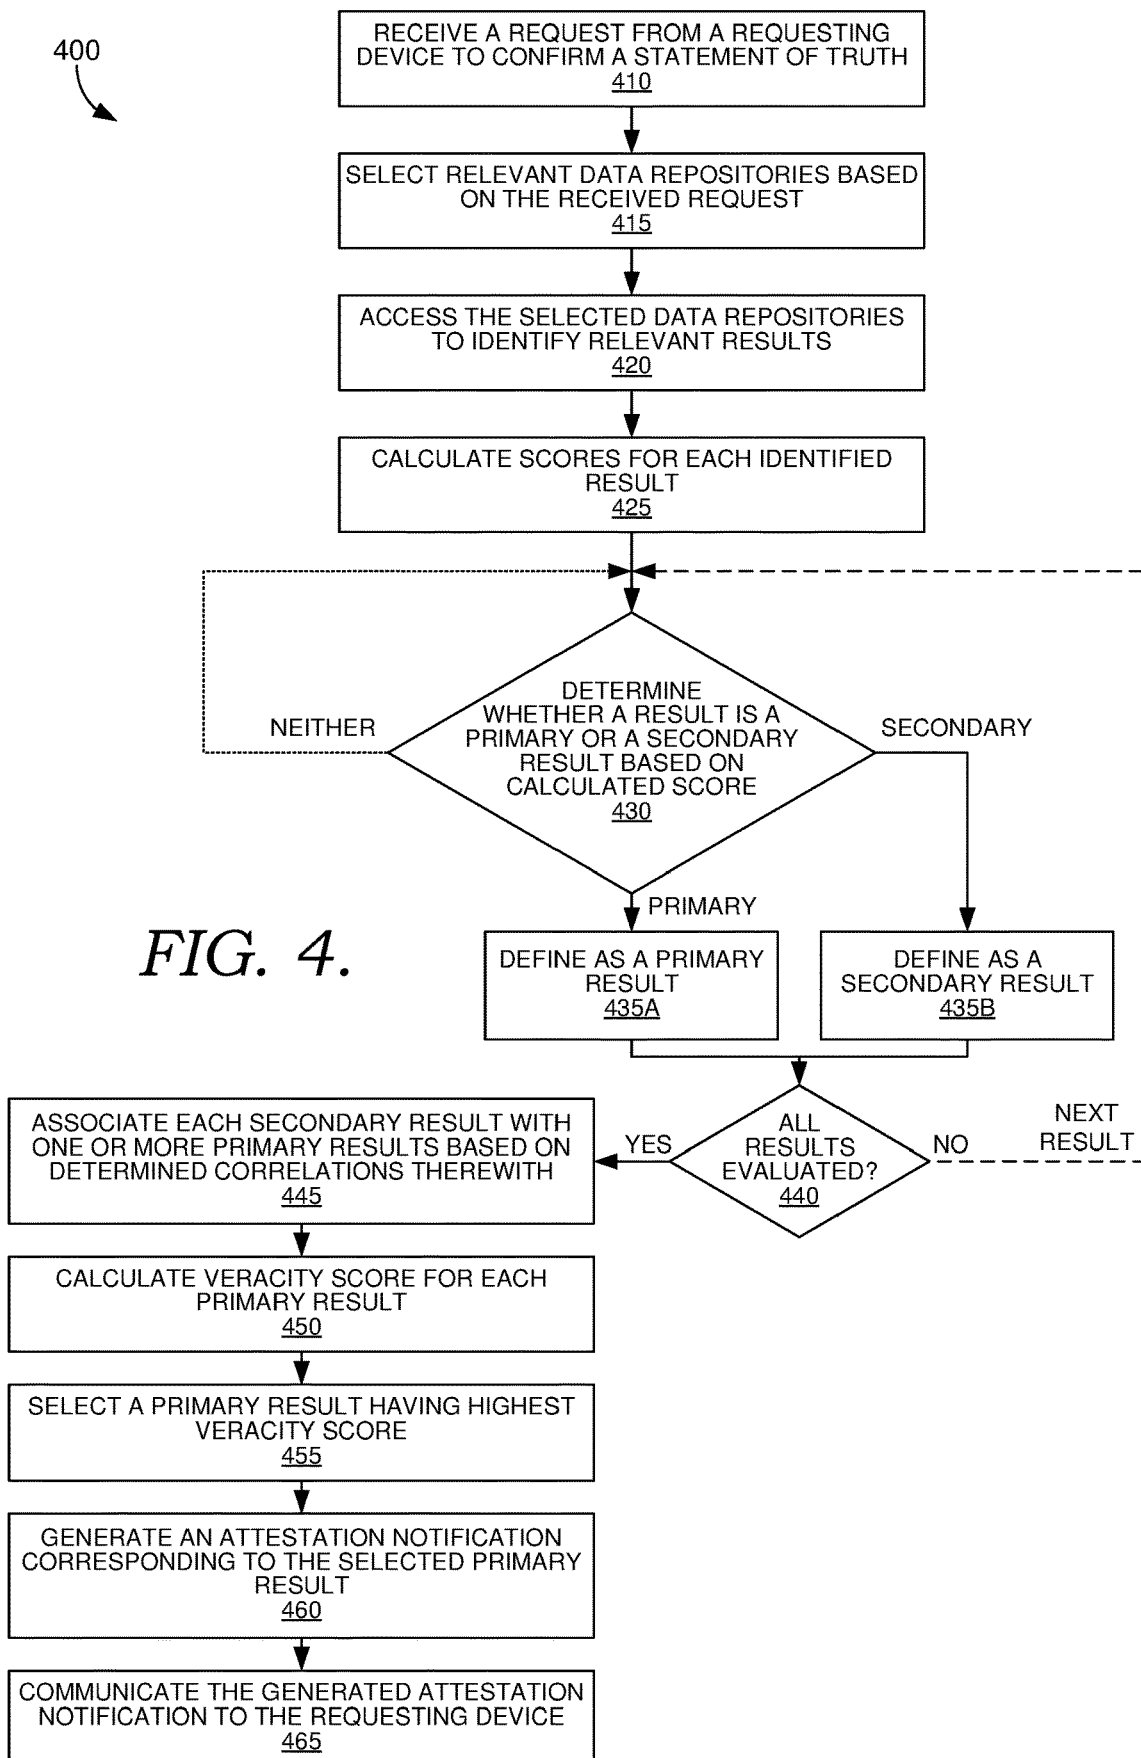 400
RECEIVE A REQUEST FROM A REQUESTING
DEVICE TO CONFIRM A STATEMENT OF TRUTH
410
SELECT RELEVANT DATA REPOSITORIES BASED
ON THE RECEIVED REQUEST
415
ACCESS THE SELECTED DATA REPOSITORIES
TO IDENTIFY RELEVANT RESULTS
420
CALCULATE SCORES FOR EACH IDENTIFIED
RESULT
425
NEITHER
DETERMINE
WHETHER A RESULT IS A
PRIMARY OR A SECONDARY
RESULT BASED ON
CALCULATED SCORE
430
SECONDARY
PRIMARY
FIG. 4.
DEFINE AS A PRIMARY
RESULT
435A
DEFINE AS A
SECONDARY RESULT
435B
ALL
RESULTS
EVALUATED?
440
YES
NO
NEXT
RESULT
ASSOCIATE EACH SECONDARY RESULT WITH
ONE OR MORE PRIMARY RESULTS BASED ON
DETERMINED CORRELATIONS THEREWITH
445
CALCULATE VERACITY SCORE FOR EACH
PRIMARY RESULT
450
SELECT A PRIMARY RESULT HAVING HIGHEST
VERACITY SCORE
455
GENERATE AN ATTESTATION NOTIFICATION
CORRESPONDING TO THE SELECTED PRIMARY
RESULT
460
COMMUNICATE THE GENERATED ATTESTATION
NOTIFICATION TO THE REQUESTING DEVICE
465